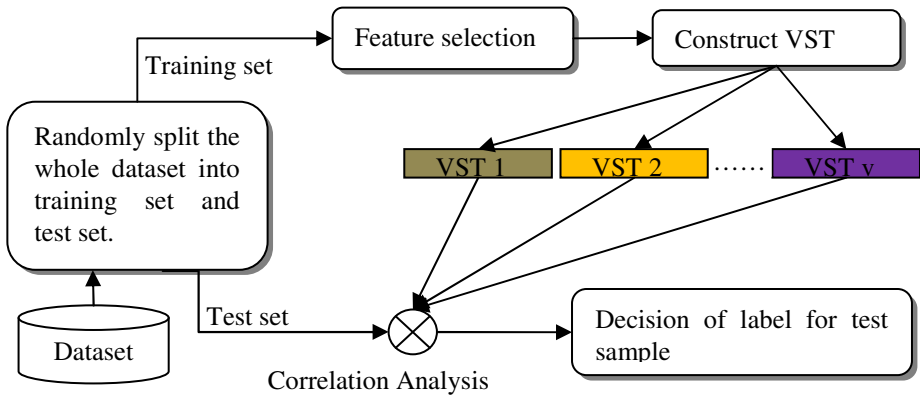 Feature selection
Construct VST
Training set
Randomly split the
whole dataset into
training set and
test set.
VST 1
VST 2
......
VST v
Test set
Dataset
Correlation Analysis
Decision of label for test
sample